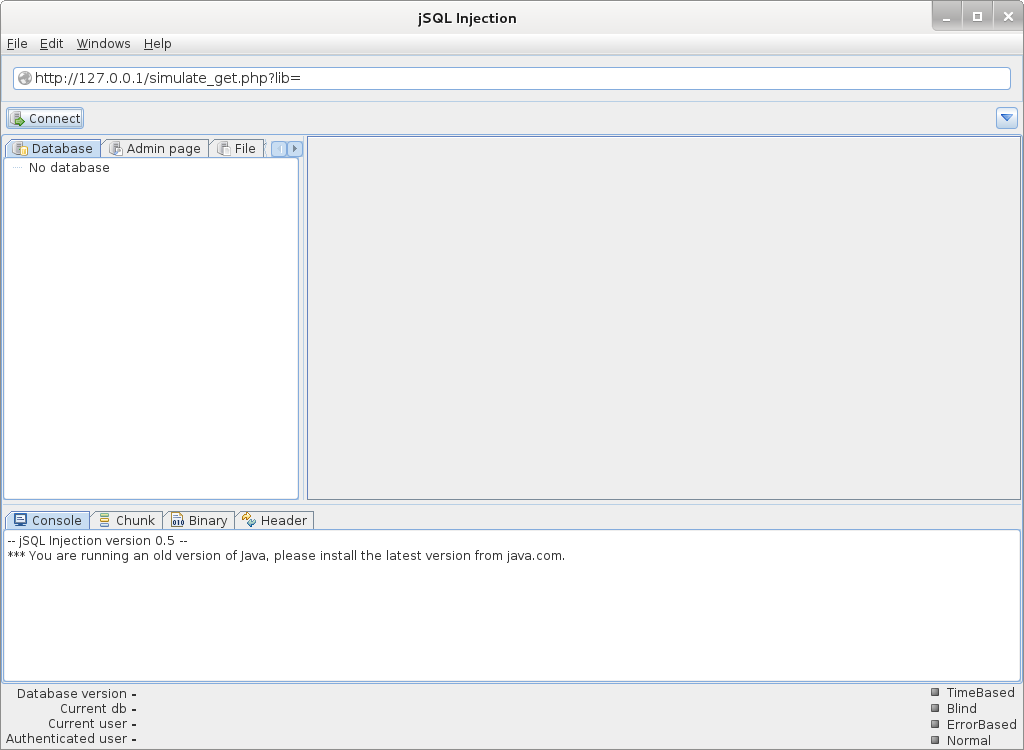 jSQL Injection
File Edit Windows Help
http://127.0.0.1/simulate_get.php?lib=
Connect
Database Admin page File
No database
Console Chunk Binary Header
-- jSQL Injection version 0.5 --
*** You are running an old version of Java, please install the latest version from java.com.
Database version -
Current db -
Current user -
Authenticated user -
TimeBased
Blind
ErrorBased
Normal